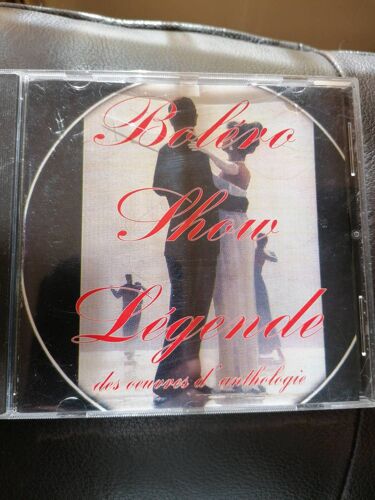 Boléro
Show
Légende
des oeuvres d'anthologie